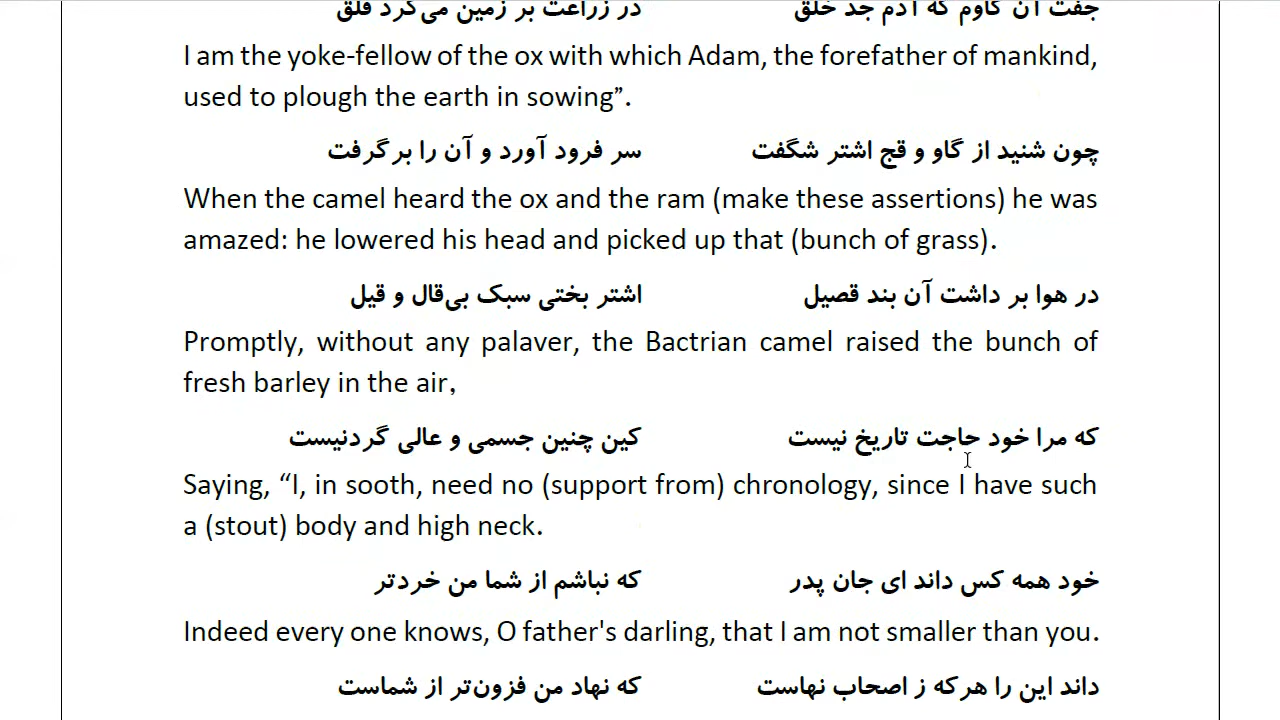 جفت آن گاوم که آدم جد خلق در زراعت بر زمین می‌کرد فلق
I am the yoke-fellow of the ox with which Adam, the forefather of mankind,
used to plough the earth in sowing”.
چون شنید از گاو و قج اشتر شگفت سر فرود آورد و آن را برگرفت
When the camel heard the ox and the ram (make these assertions) he was
amazed: he lowered his head and picked up that (bunch of grass).
در هوا بر داشت آن بند قصیل اشتر بختی سبک بی‌قال و قیل
Promptly, without any palaver, the Bactrian camel raised the bunch of
fresh barley in the air,
که مرا خود حاجت تاریخ نیست کین چنین جسمی و عالی گردنیست
Saying, “I, in sooth, need no (support from) chronology, since I have such
a (stout) body and high neck.
خود همه کس داند ای جان پدر که نباشم از شما من خردتر
Indeed every one knows, O father's darling, that I am not smaller than you.
داند این را هرکه ز اصحاب نهاست که نهاد من فزون‌تر از شماست